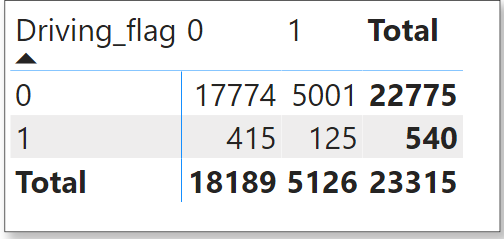 Driving_flag 0 1 Total
0 17774 5001 22775
1 415 125 540
Total 18189 5126 23315